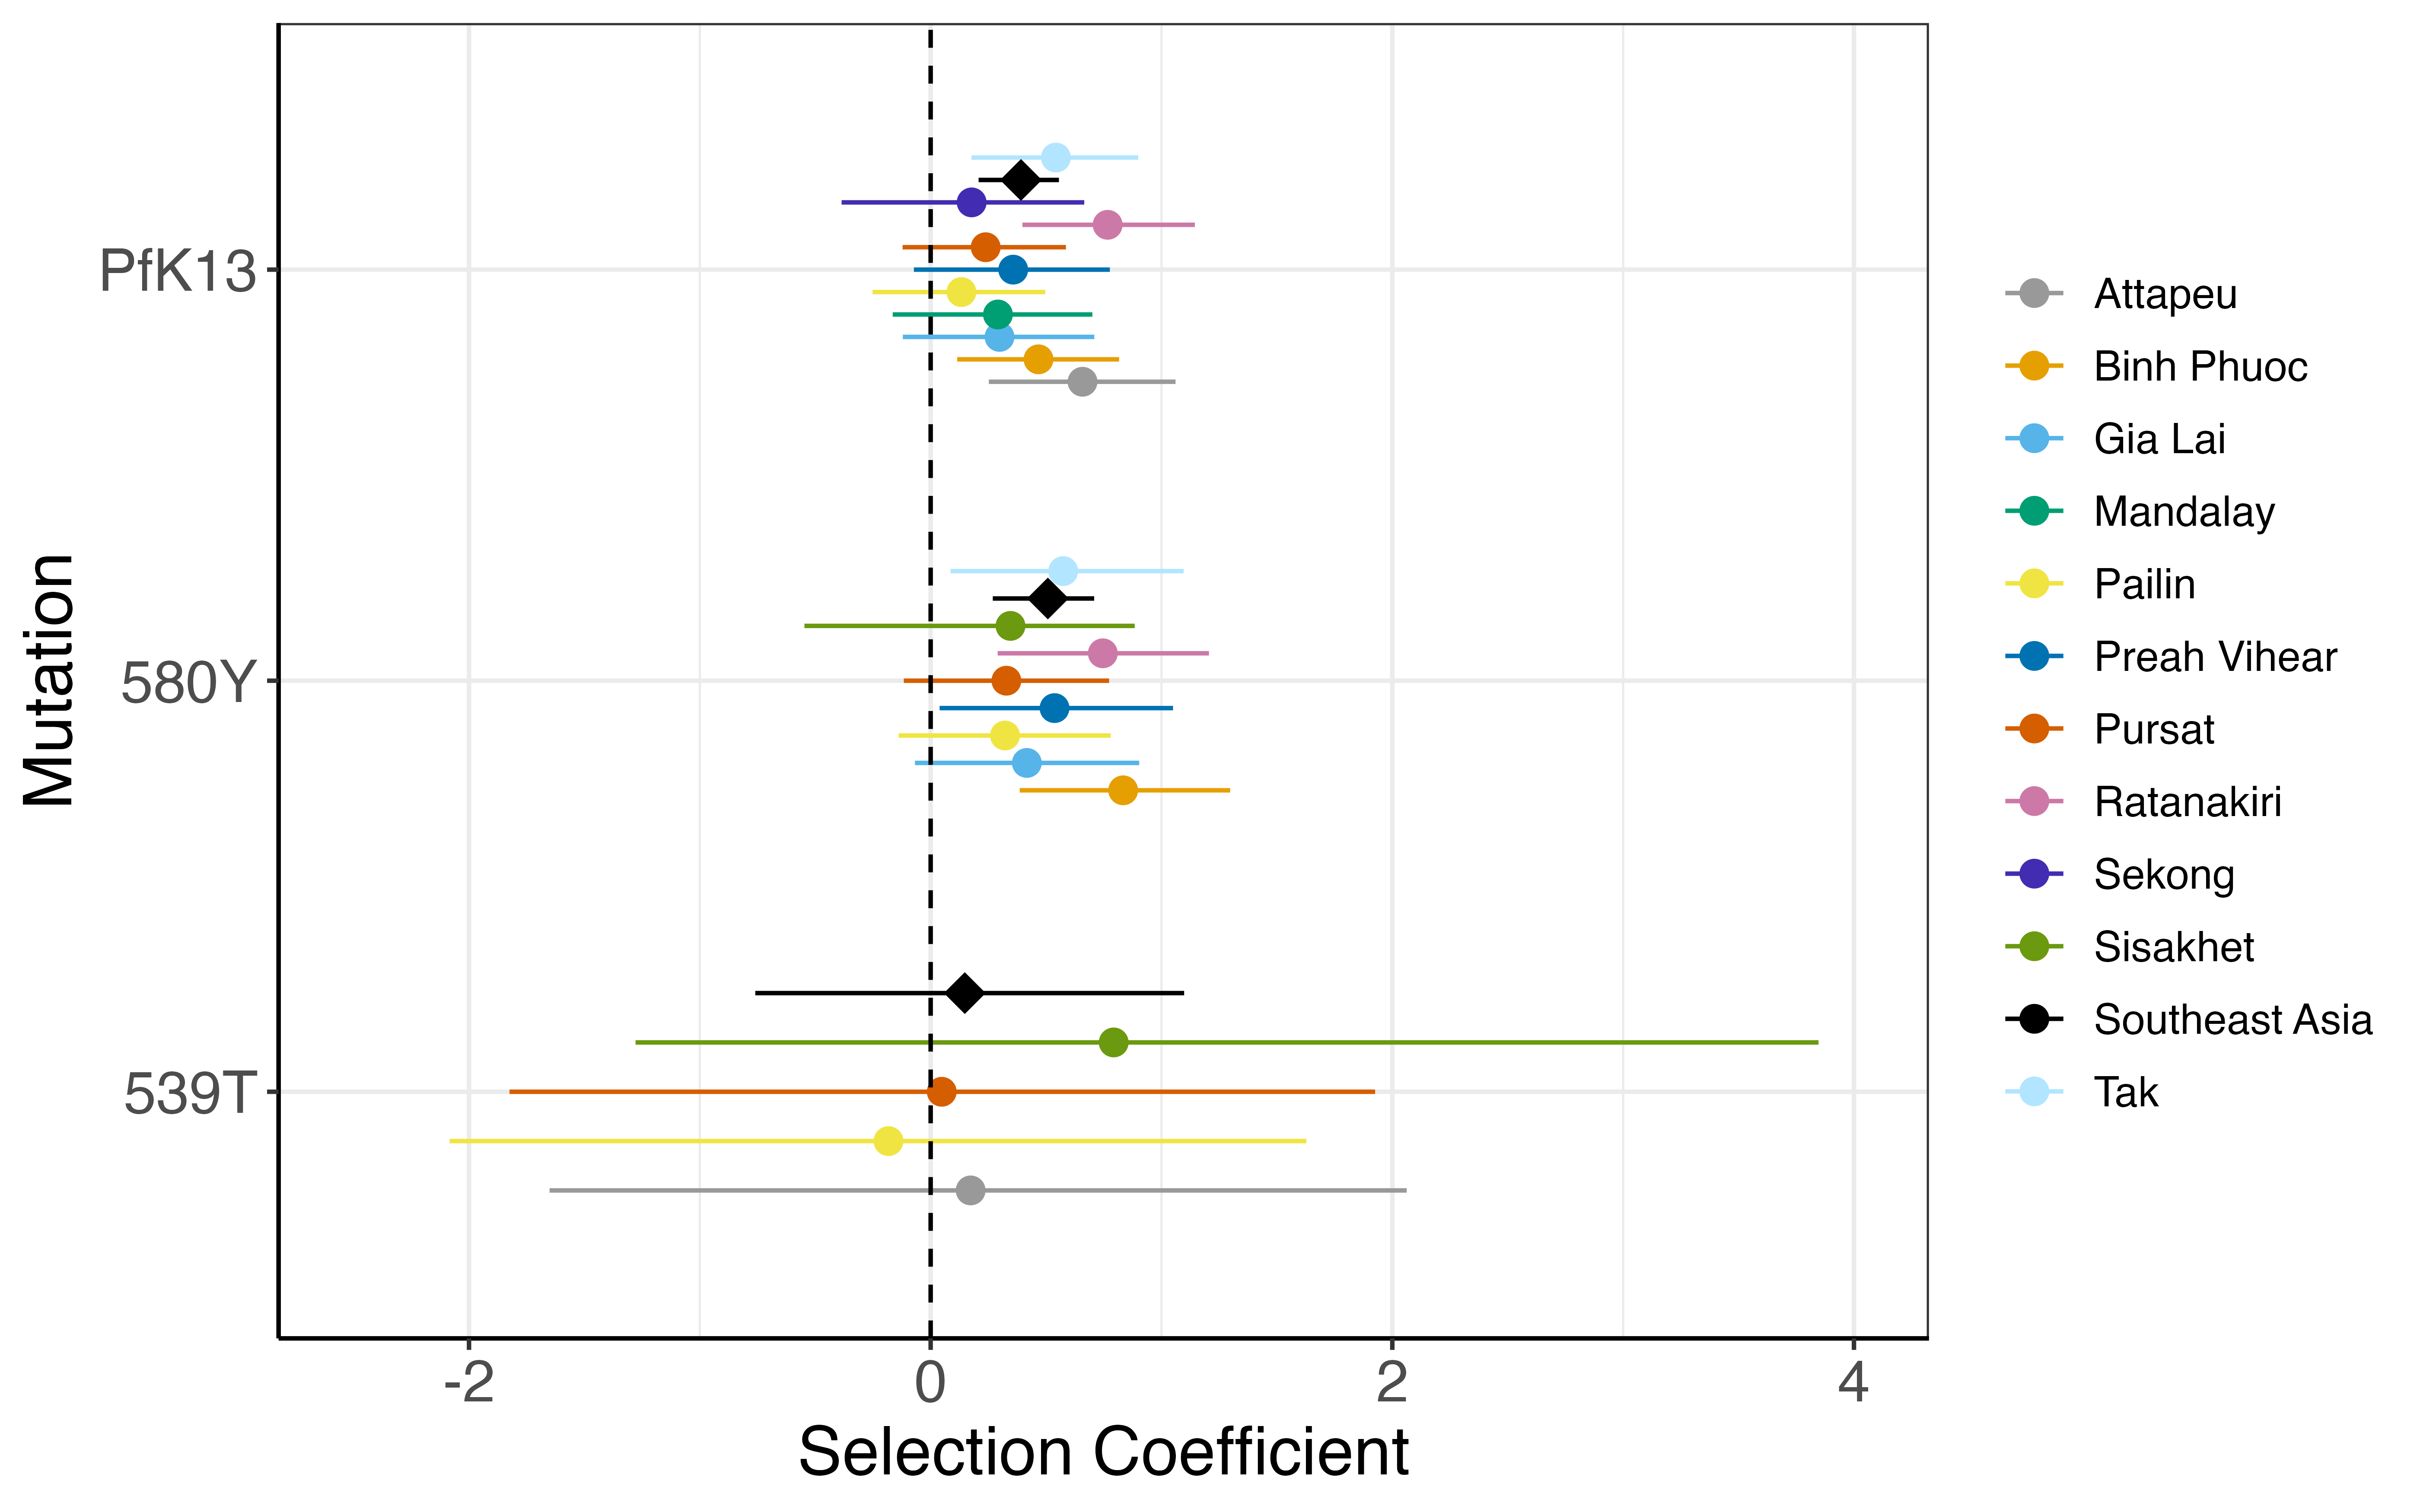 Mutation
PfK13
580Y
539T
-2 0 2 4
Selection Coefficient
Attapeu
Binh Phuoc
Gia Lai
Mandalay
Pailin
Preah Vihear
Pursat
Ratanakiri
Sekong
Sisakhet
Southeast Asia
Tak